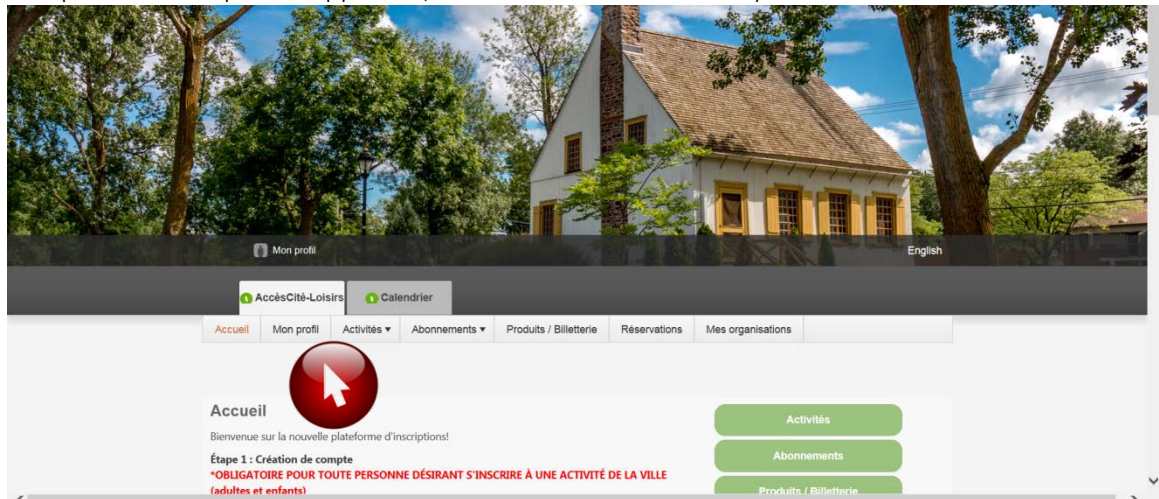 Mon profil
English
AccèsCité-Loisirs
Calendrier
Accueil
Mon profil
Activités ▾
Abonnements ▾
Produits / Billetterie
Réservations
Mes organisations
Accueil
Bienvenue sur la nouvelle plateforme d'inscriptions!
Étape 1 : Création de compte
*OBLIGATOIRE POUR TOUTE PERSONNE DÉSIRANT S'INSCRIRE À UNE ACTIVITÉ DE LA VILLE
(adultes et enfants)
Activités
Abonnements
Produits / Billetterie